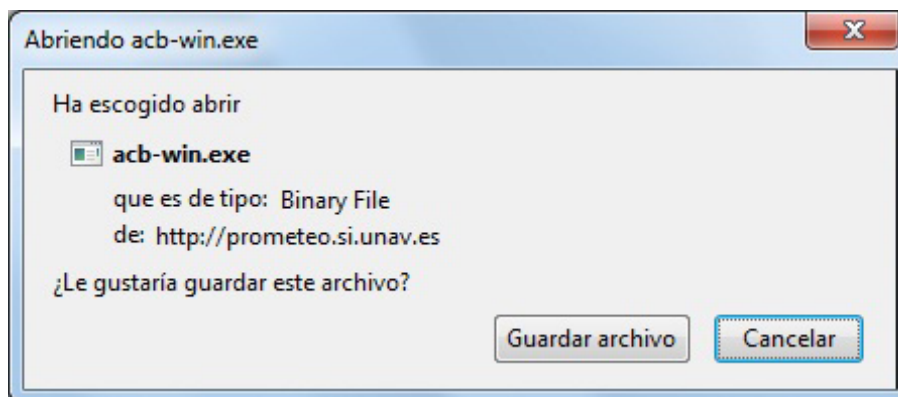 Abriendo acb-win.exe
Ha escogido abrir
acb-win.exe
que es de tipo: Binary File
de: http://prometeo.si.unav.es
¿Le gustaría guardar este archivo?
Guardar archivo Cancelar